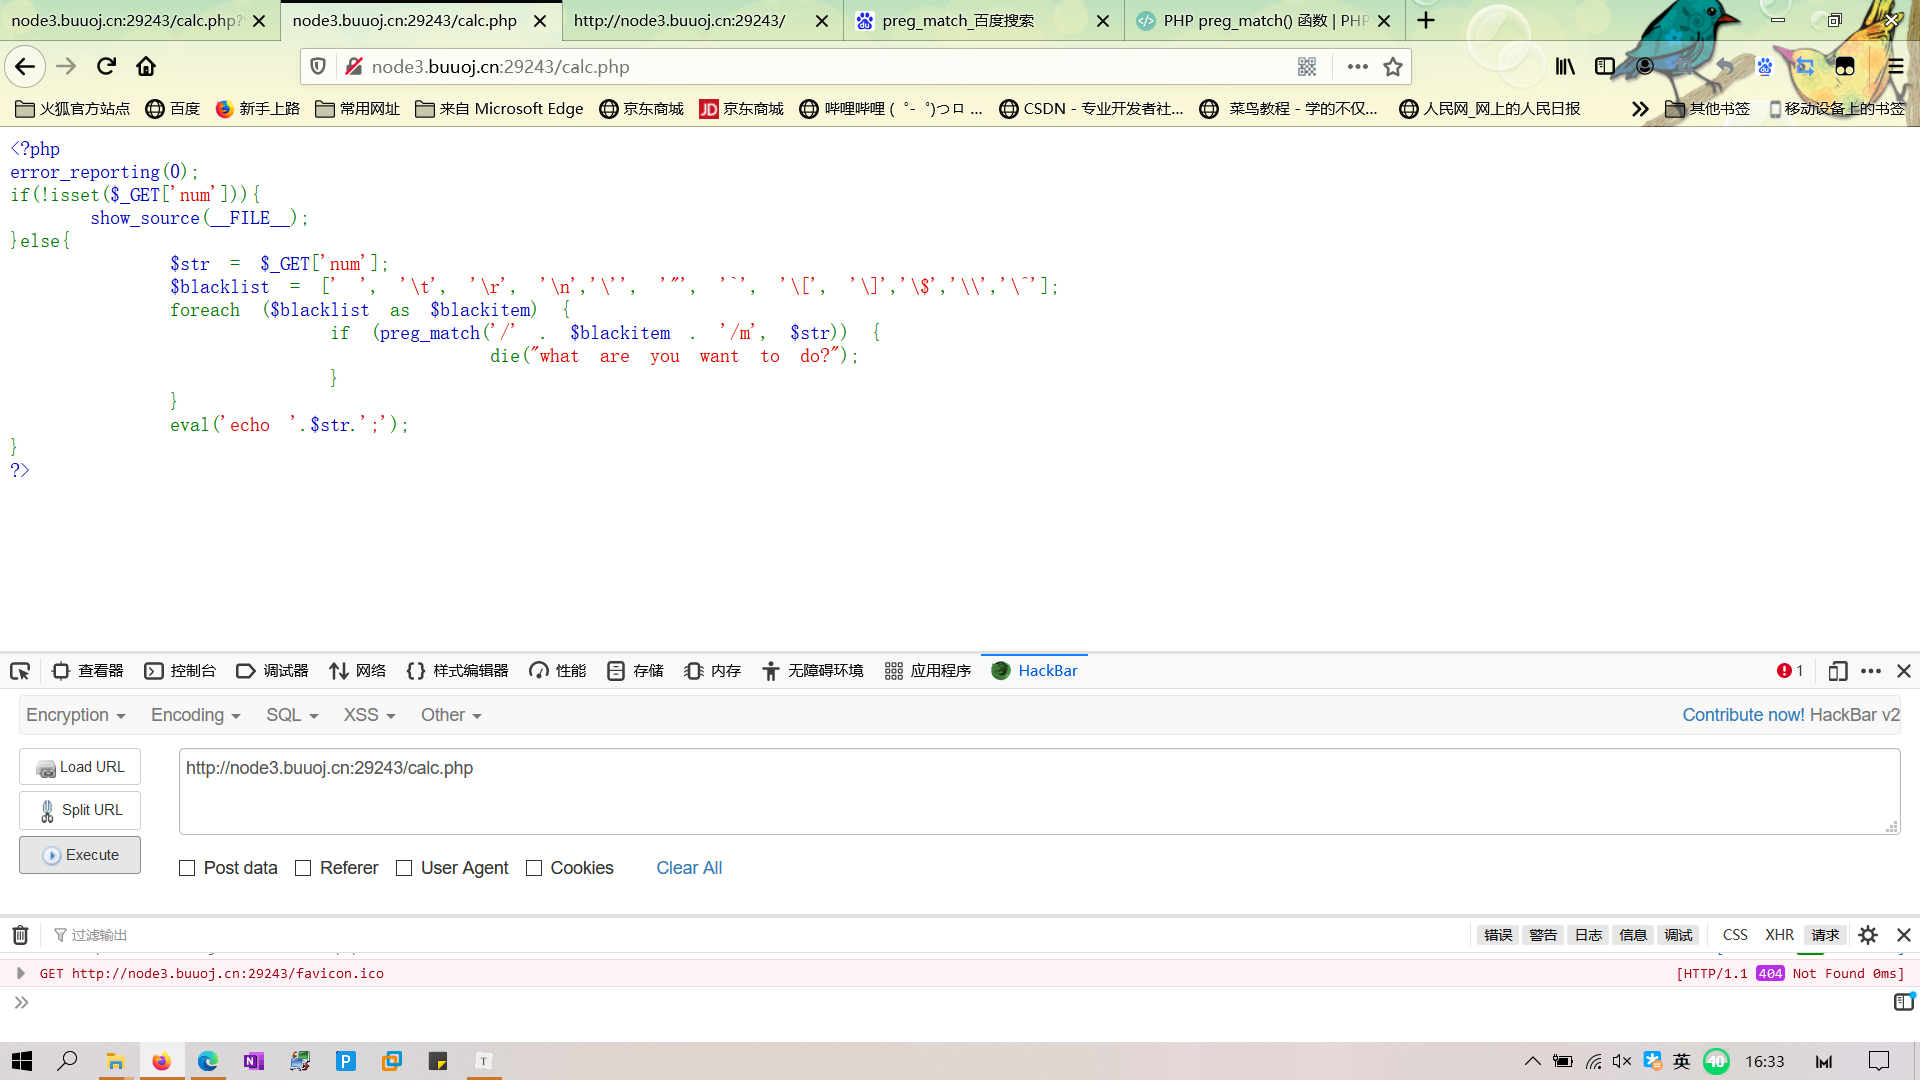 node3.buuoj.cn:29243/calc.php?
node3.buuoj.cn:29243/calc.php
http://node3.buuoj.cn:29243/
preg_match_百度搜索
PHP preg_match() 函数 | PHP
node3.buuoj.cn:29243/calc.php
火狐官方站点
百度
新手上路
常用网址
来自 Microsoft Edge
京东商城
JD 京东商城
哔哩哔哩 ( ゜- ゜)つロ ...
CSDN - 专业开发者社...
菜鸟教程 - 学的不仅...
人民网_网上的人民日报
其他书签
移动设备上的书签
<?php
error_reporting(0);
if(!isset($_GET['num'])){
show_source(__FILE__);
}else{
$str = $_GET['num'];
$blacklist = [' ', '\t', '\r', '\n','\'', '"', '`', '\[', '\]','\$','\\','\^'];
foreach ($blacklist as $blackitem) {
if (preg_match('/' . $blackitem . '/m', $str)) {
die("what are you want to do?");
}
}
eval('echo '.$str.';');
}
?>
查看器
控制台
调试器
网络
样式编辑器
性能
存储
内存
无障碍环境
应用程序
HackBar
1
Encryption
Encoding
SQL
XSS
Other
Contribute now! HackBar v2
Load URL
http://node3.buuoj.cn:29243/calc.php
Split URL
Execute
Post data
Referer
User Agent
Cookies
Clear All
过滤输出
错误
警告
日志
信息
调试
CSS
XHR
请求
GET http://node3.buuoj.cn:29243/favicon.ico
[HTTP/1.1 404 Not Found 0ms]
英
40
16:33